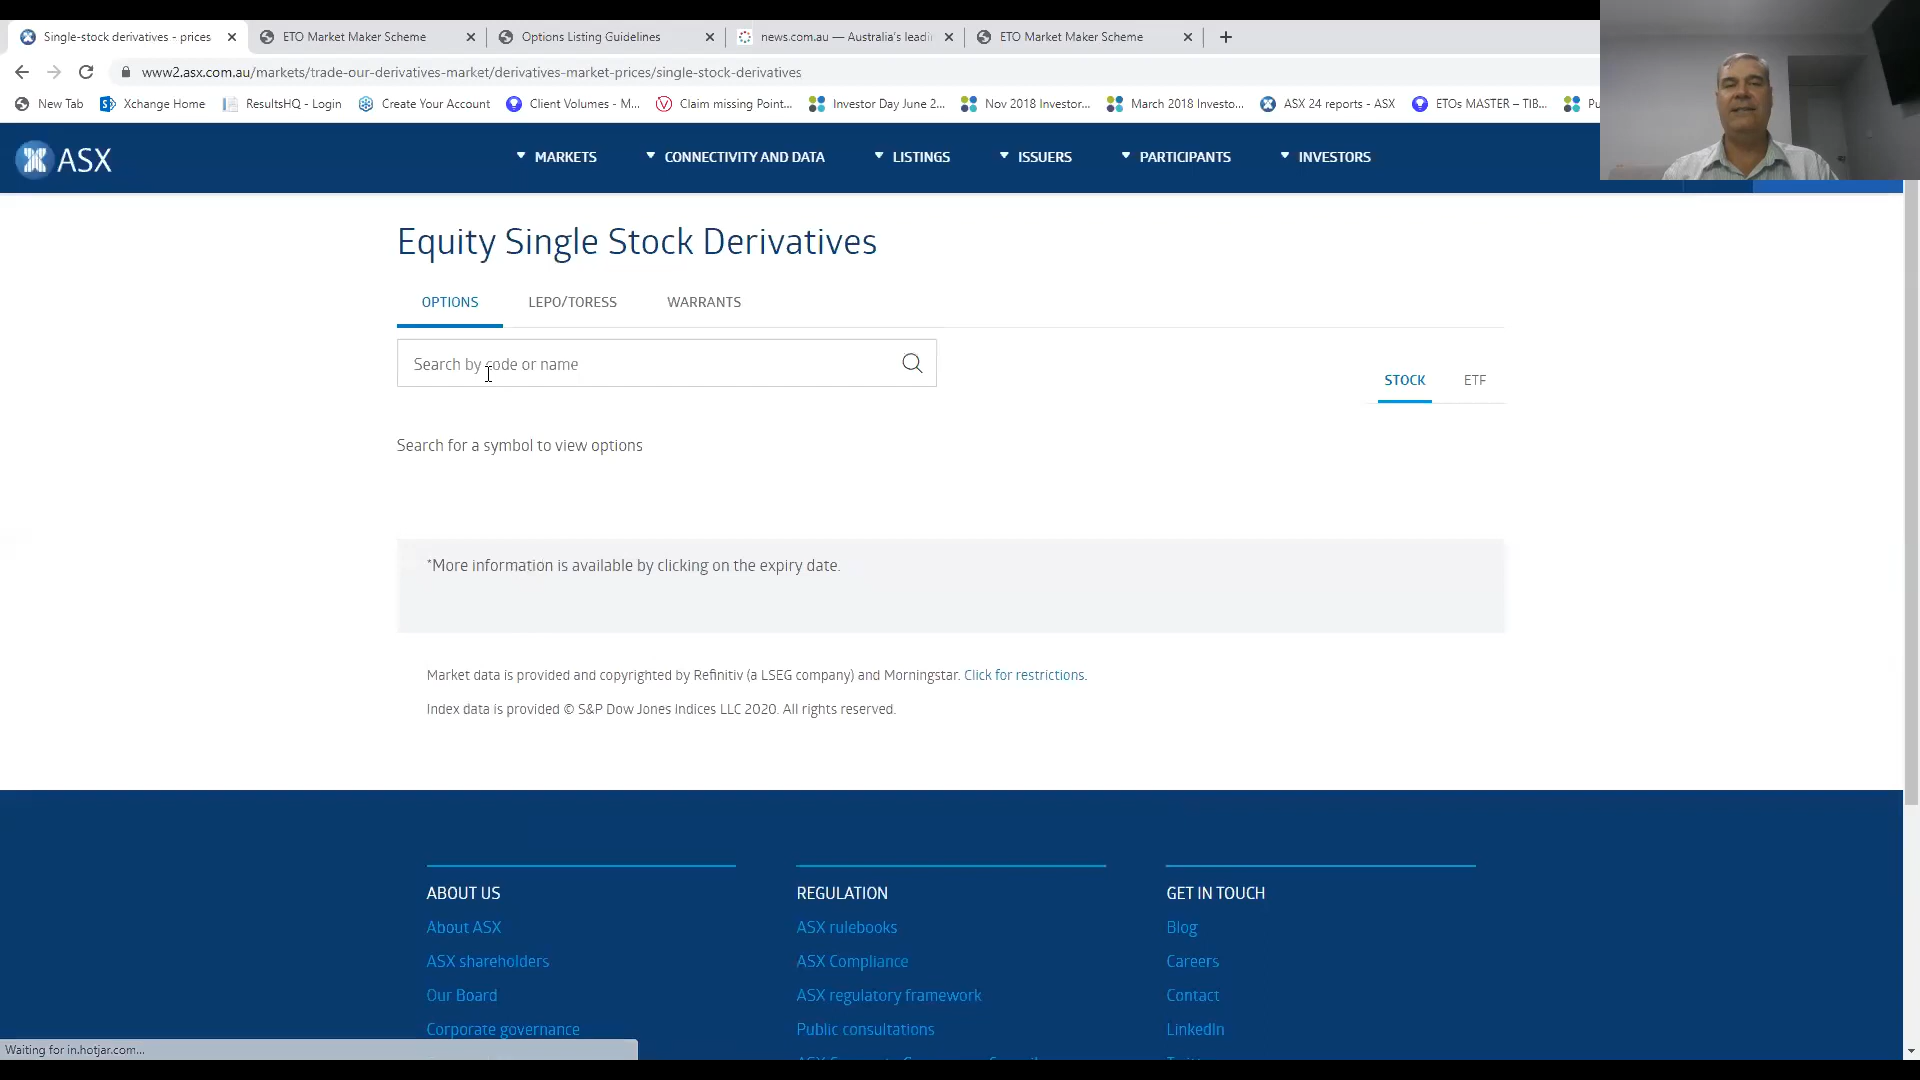 Single-stock derivatives - prices
ETO Market Maker Scheme
Options Listing Guidelines
news.com.au — Australia's leadi
ETO Market Maker Scheme
www2.asx.com.au/markets/trade-our-derivatives-market/derivatives-market-prices/single-stock-derivatives
New Tab
Xchange Home
ResultsHQ - Login
Create Your Account
Client Volumes - M...
Claim missing Point...
Investor Day June 2...
Nov 2018 Investor...
March 2018 Investo...
ASX 24 reports - ASX
ETOs MASTER – TIB...
Pu
ASX
MARKETS
CONNECTIVITY AND DATA
LISTINGS
ISSUERS
PARTICIPANTS
INVESTORS
Equity Single Stock Derivatives
OPTIONS
LEPO/TORESS
WARRANTS
Search by code or name
STOCK
ETF
Search for a symbol to view options
*More information is available by clicking on the expiry date.
Market data is provided and copyrighted by Refinitiv (a LSEG company) and Morningstar. Click for restrictions.
Index data is provided © S&P Dow Jones Indices LLC 2020. All rights reserved.
ABOUT US
About ASX
ASX shareholders
Our Board
Corporate governance
REGULATION
ASX rulebooks
ASX Compliance
ASX regulatory framework
Public consultations
GET IN TOUCH
Blog
Careers
Contact
LinkedIn
Waiting for in.hotjar.com...